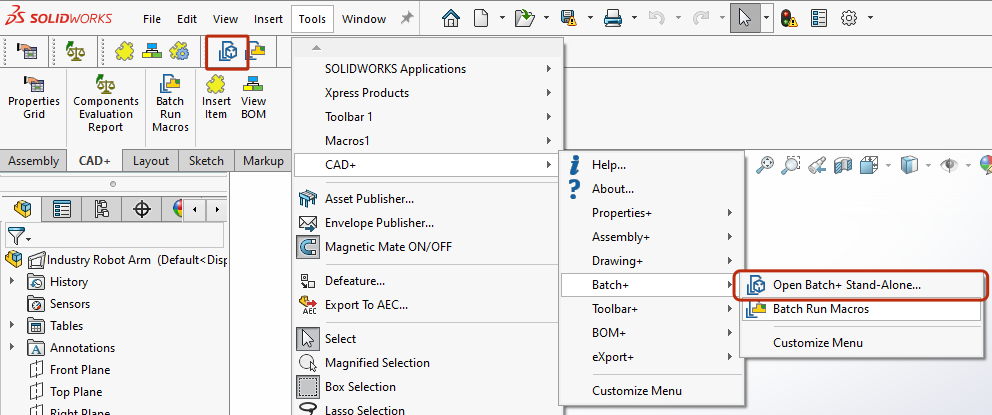 SOLIDWORKS File Edit View Insert Tools Window
Properties Grid
Components Evaluation Report
Batch Run Macros
Insert Item
View BOM
Assembly CAD+ Layout Sketch Markup
Industry Robot Arm (Default<Disp
History
Sensors
Tables
Annotations
Front Plane
Top Plane
Right Plane
SOLIDWORKS Applications
Xpress Products
Toolbar 1
Macros1
CAD+
Asset Publisher...
Envelope Publisher...
Magnetic Mate ON/OFF
Defeature...
Export To AEC...
Select
Magnified Selection
Box Selection
Lasso Selection
Help...
About...
Properties+
Assembly+
Drawing+
Batch+
Toolbar+
BOM+
eXport+
Customize Menu
Open Batch+ Stand-Alone...
Batch Run Macros
Customize Menu